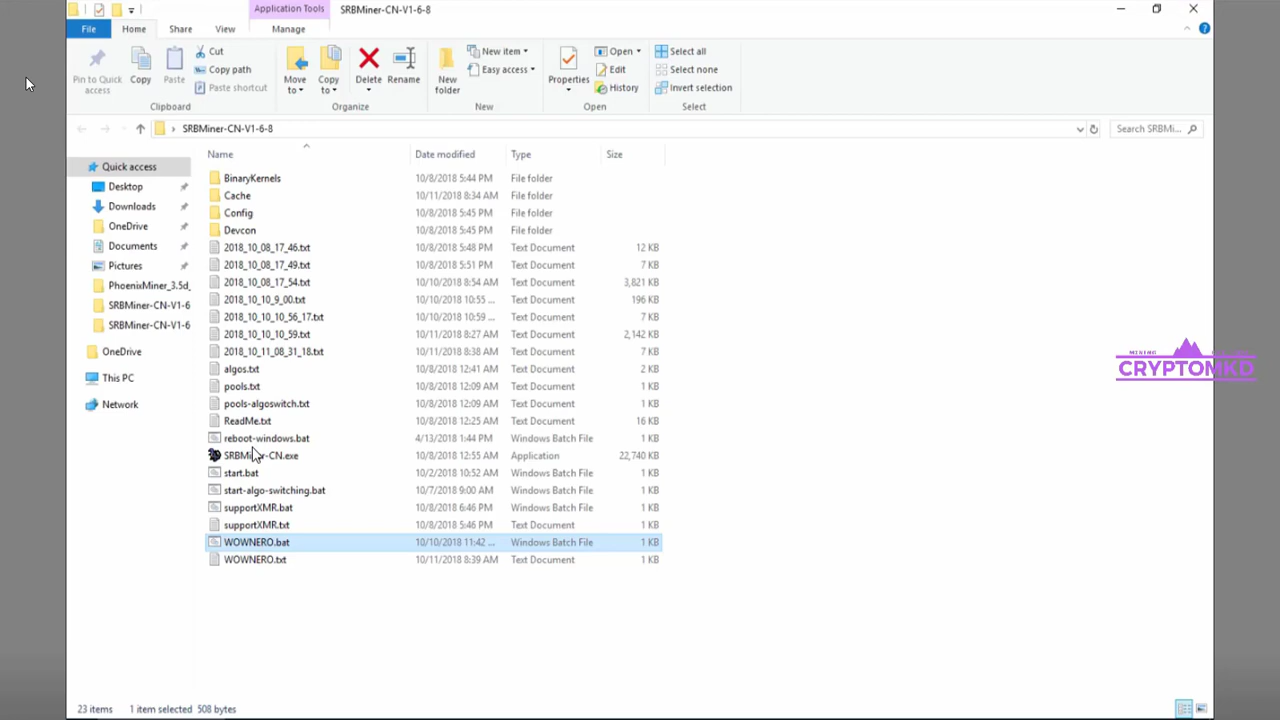 Application Tools
SRBMiner-CN-V1-6-8
File Home Share View Manage
Pin to Quick access
Copy
Paste
Cut
Copy path
Paste shortcut
Clipboard
Move to
Copy to
Delete
Rename
Organize
New folder
New item
Easy access
New
Properties
Open
Edit
History
Open
Select all
Select none
Invert selection
Select
SRBMiner-CN-V1-6-8
Search SRBMi...
Quick access
Desktop
Downloads
OneDrive
Documents
Pictures
PhoenixMiner_3.5d_
SRBMiner-CN-V1-6
SRBMiner-CN-V1-6
OneDrive
This PC
Network
Name Date modified Type Size
BinaryKernels 10/8/2018 5:44 PM File folder
Cache 10/11/2018 8:34 AM File folder
Config 10/8/2018 5:45 PM File folder
Devcon 10/8/2018 5:45 PM File folder
2018_10_08_17_46.txt 10/8/2018 5:48 PM Text Document 12 KB
2018_10_08_17_49.txt 10/8/2018 5:51 PM Text Document 7 KB
2018_10_08_17_54.txt 10/10/2018 8:54 AM Text Document 3,821 KB
2018_10_10_9_00.txt 10/10/2018 10:55 ... Text Document 196 KB
2018_10_10_10_56_17.txt 10/10/2018 10:59 ... Text Document 7 KB
2018_10_10_10_59.txt 10/11/2018 8:27 AM Text Document 2,142 KB
2018_10_11_08_31_18.txt 10/11/2018 8:38 AM Text Document 7 KB
algos.txt 10/8/2018 12:41 AM Text Document 2 KB
pools.txt 10/8/2018 12:09 AM Text Document 1 KB
pools-algoswitch.txt 10/8/2018 12:09 AM Text Document 1 KB
ReadMe.txt 10/8/2018 12:25 AM Text Document 16 KB
reboot-windows.bat 4/13/2018 1:44 PM Windows Batch File 1 KB
SRBMiner-CN.exe 10/8/2018 12:55 AM Application 22,740 KB
start.bat 10/2/2018 10:52 AM Windows Batch File 1 KB
start-algo-switching.bat 10/7/2018 9:00 AM Windows Batch File 1 KB
supportXMR.bat 10/8/2018 6:46 PM Windows Batch File 1 KB
supportXMR.txt 10/8/2018 5:46 PM Text Document 1 KB
WOWNERO.bat 10/10/2018 11:42 ... Windows Batch File 1 KB
WOWNERO.txt 10/11/2018 8:39 AM Text Document 1 KB
CRYPTOMKD
23 items 1 item selected 508 bytes